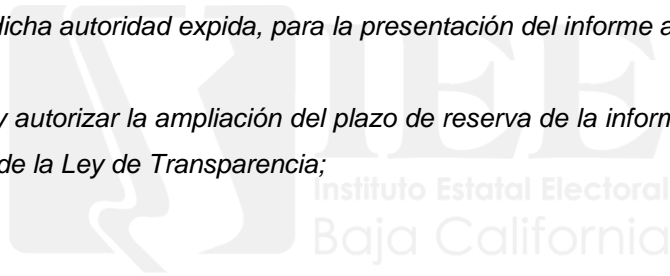 dicha autoridad expida, para la presentación del informe a
y autorizar la ampliación del plazo de reserva de la inform
de la Ley de Transparencia;
IEE
Instituto Estatal Electoral
Baja California